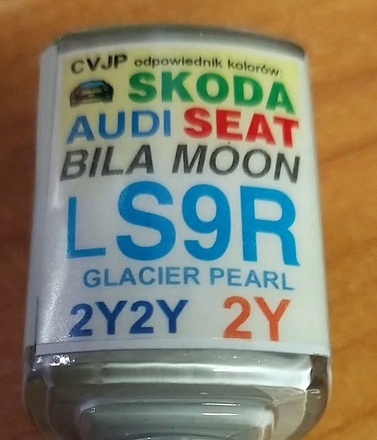 CVJP odpowiednik kolorów:
SKODA
AUDI SEAT
BILA MOON
LS9R
GLACIER PEARL
2Y2Y 2Y